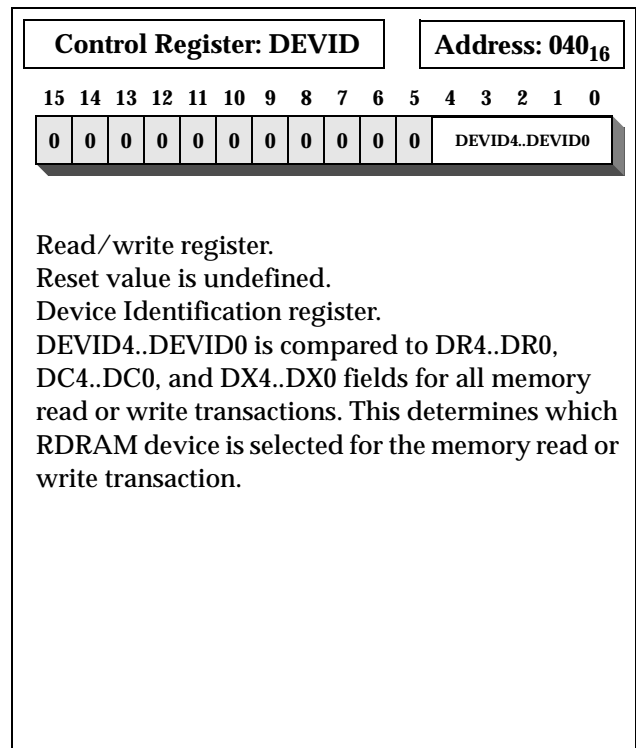 Control Register: DEVID
Address: 040₁₆
15 14 13 12 11 10 9 8 7 6 5 4 3 2 1 0
0 0 0 0 0 0 0 0 0 0 0 DEVID4..DEVID0
Read/write register.
Reset value is undefined.
Device Identification register.
DEVID4..DEVID0 is compared to DR4..DR0,
DC4..DC0, and DX4..DX0 fields for all memory
read or write transactions. This determines which
RDRAM device is selected for the memory read or
write transaction.